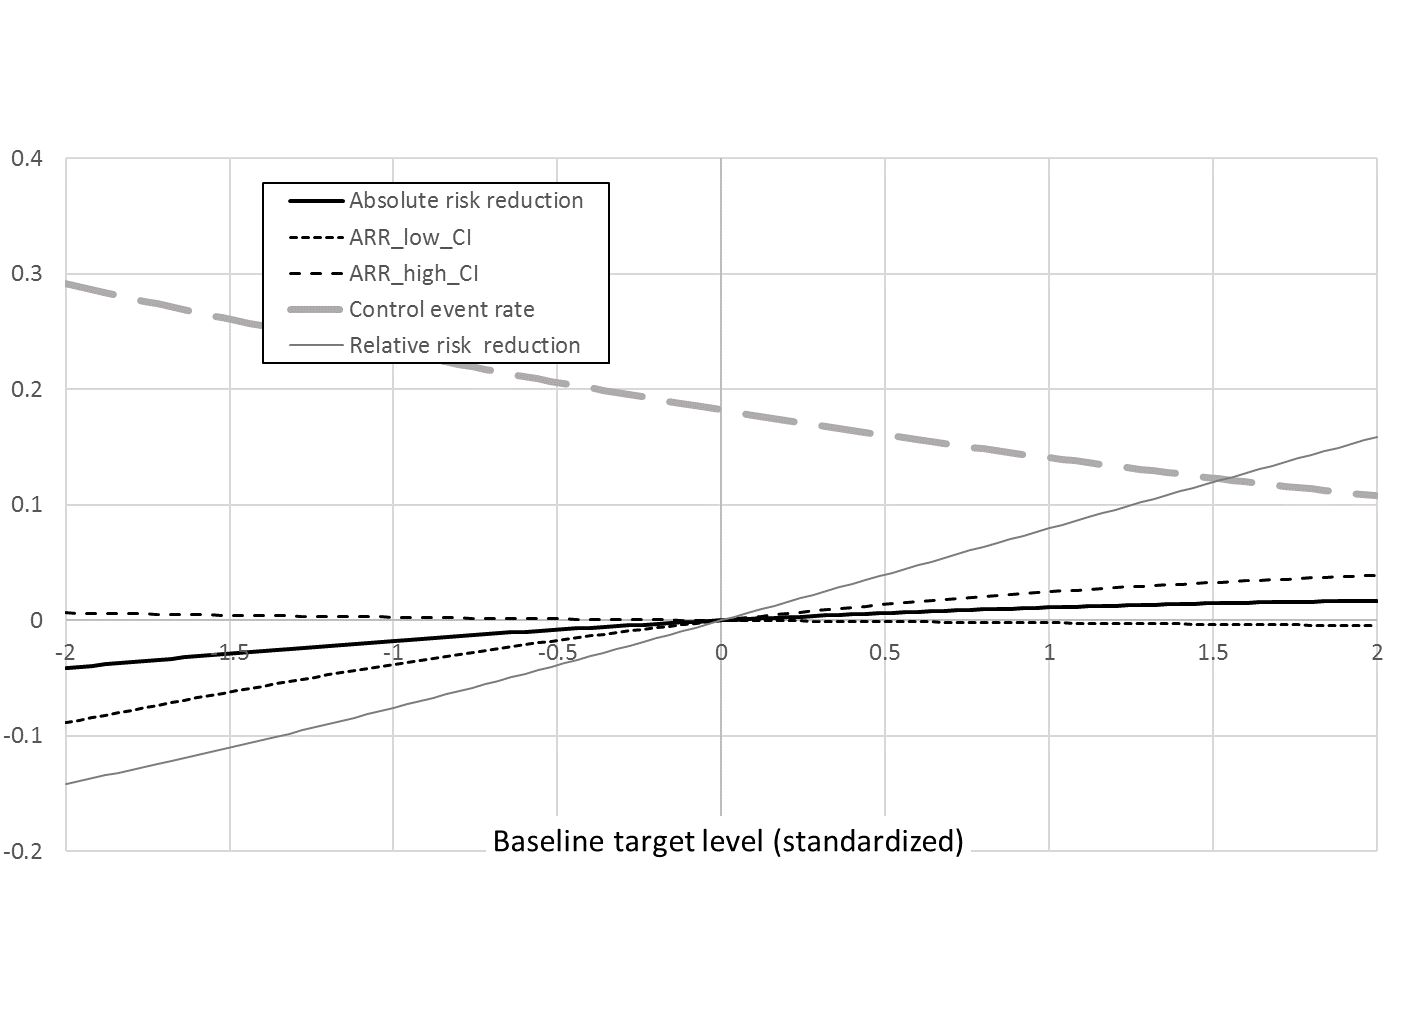 0.4
Absolute risk reduction
ARR_low_CI
0.3
ARR_high_CI
Control event rate
Relative risk  reduction
0.2
0.1
0
-2 -1.5 -1 -0.5 0 0.5 1 1.5 2
-0.1
Baseline target level (standardized)
-0.2